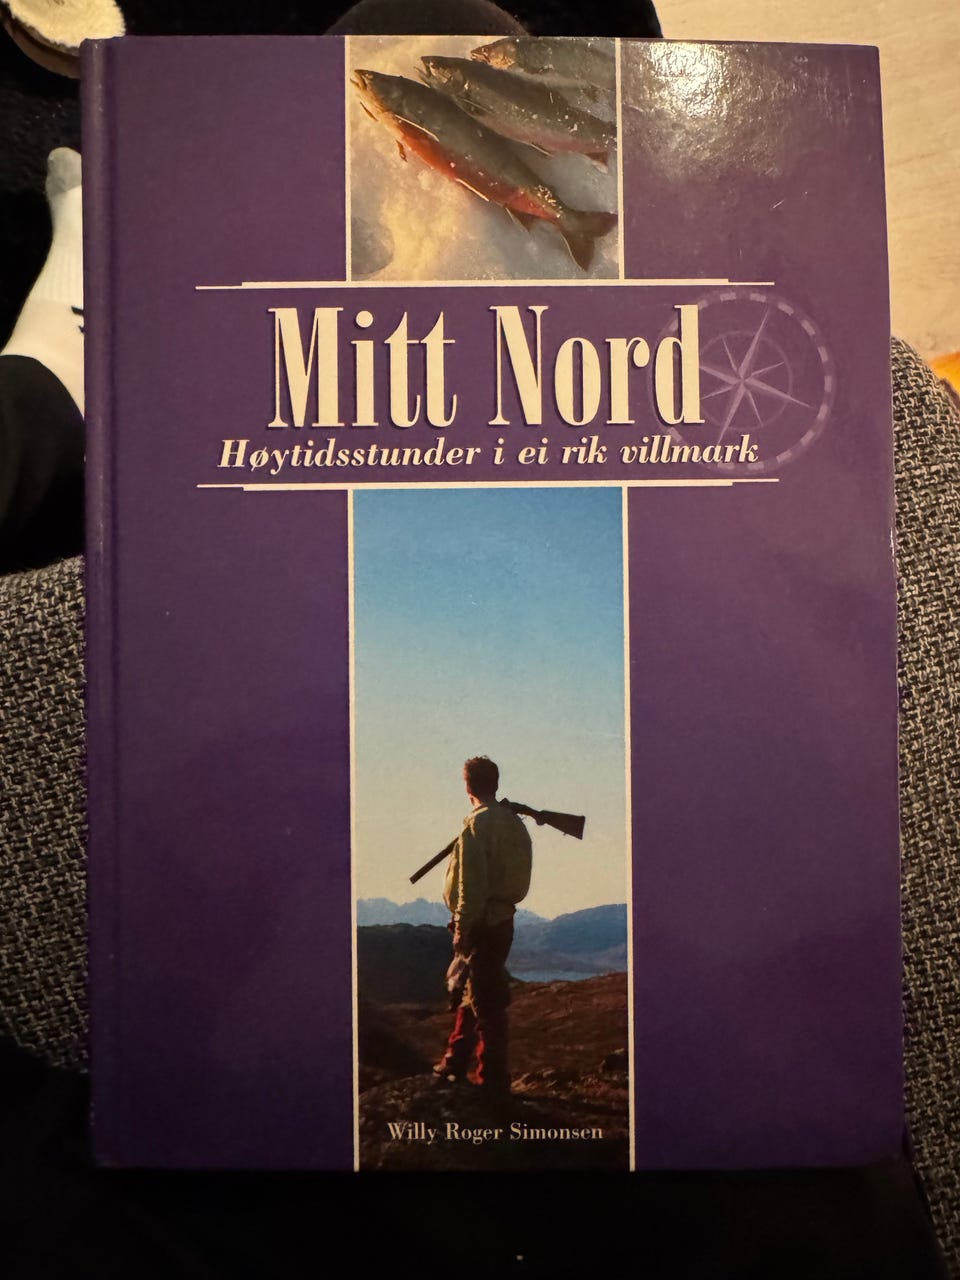 Mitt Nord
Høytidsstunder i ei rik villmark
Willy Roger Simonsen